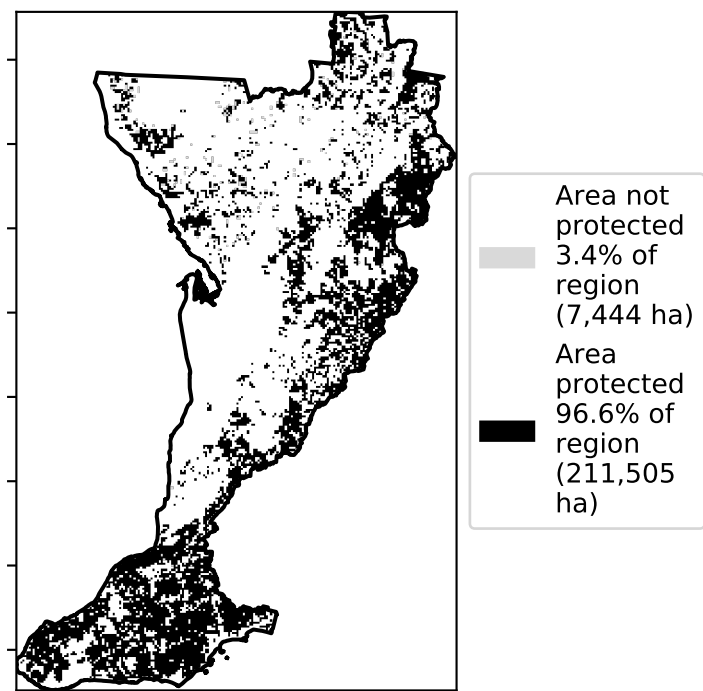 Area not
protected
3.4% of
region
(7,444 ha)
Area
protected
96.6% of
region
(211,505
ha)